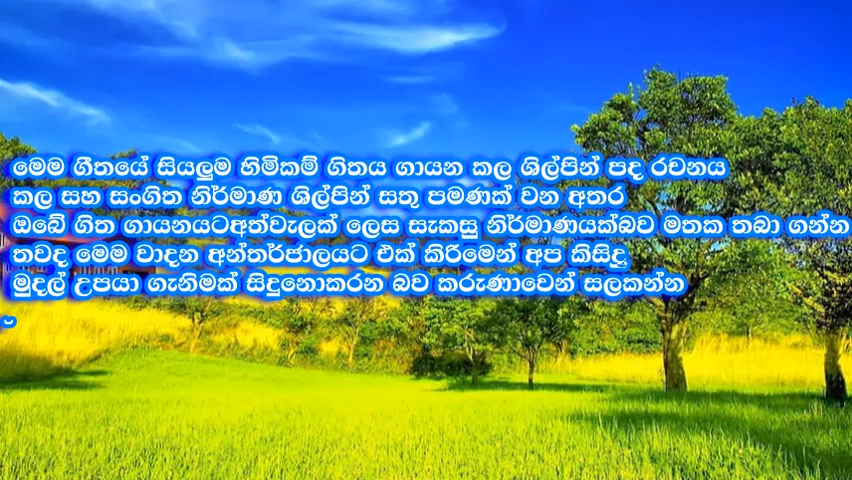 මෙම ගීතයේ සියලුම හිමිකම් ගිතය ගායන කල ශිල්පින් පද රචනය
කල සහ සංගිත නිර්මාණ ශිල්පින් සතු පමණක් වන අතර
ඔබේ ගිත ගායනයටඅත්වැලක් ලෙස සැකසු නිර්මාණයක්බව මතක තබා ගන්න
තවද මෙම වාදන අන්තර්ජාලයට එක් කිරීමෙන් අප කිසිදු
මුදල් උපයා ගැනිමක් සිදුනොකරන බව කරුණාවෙන් සලකන්න